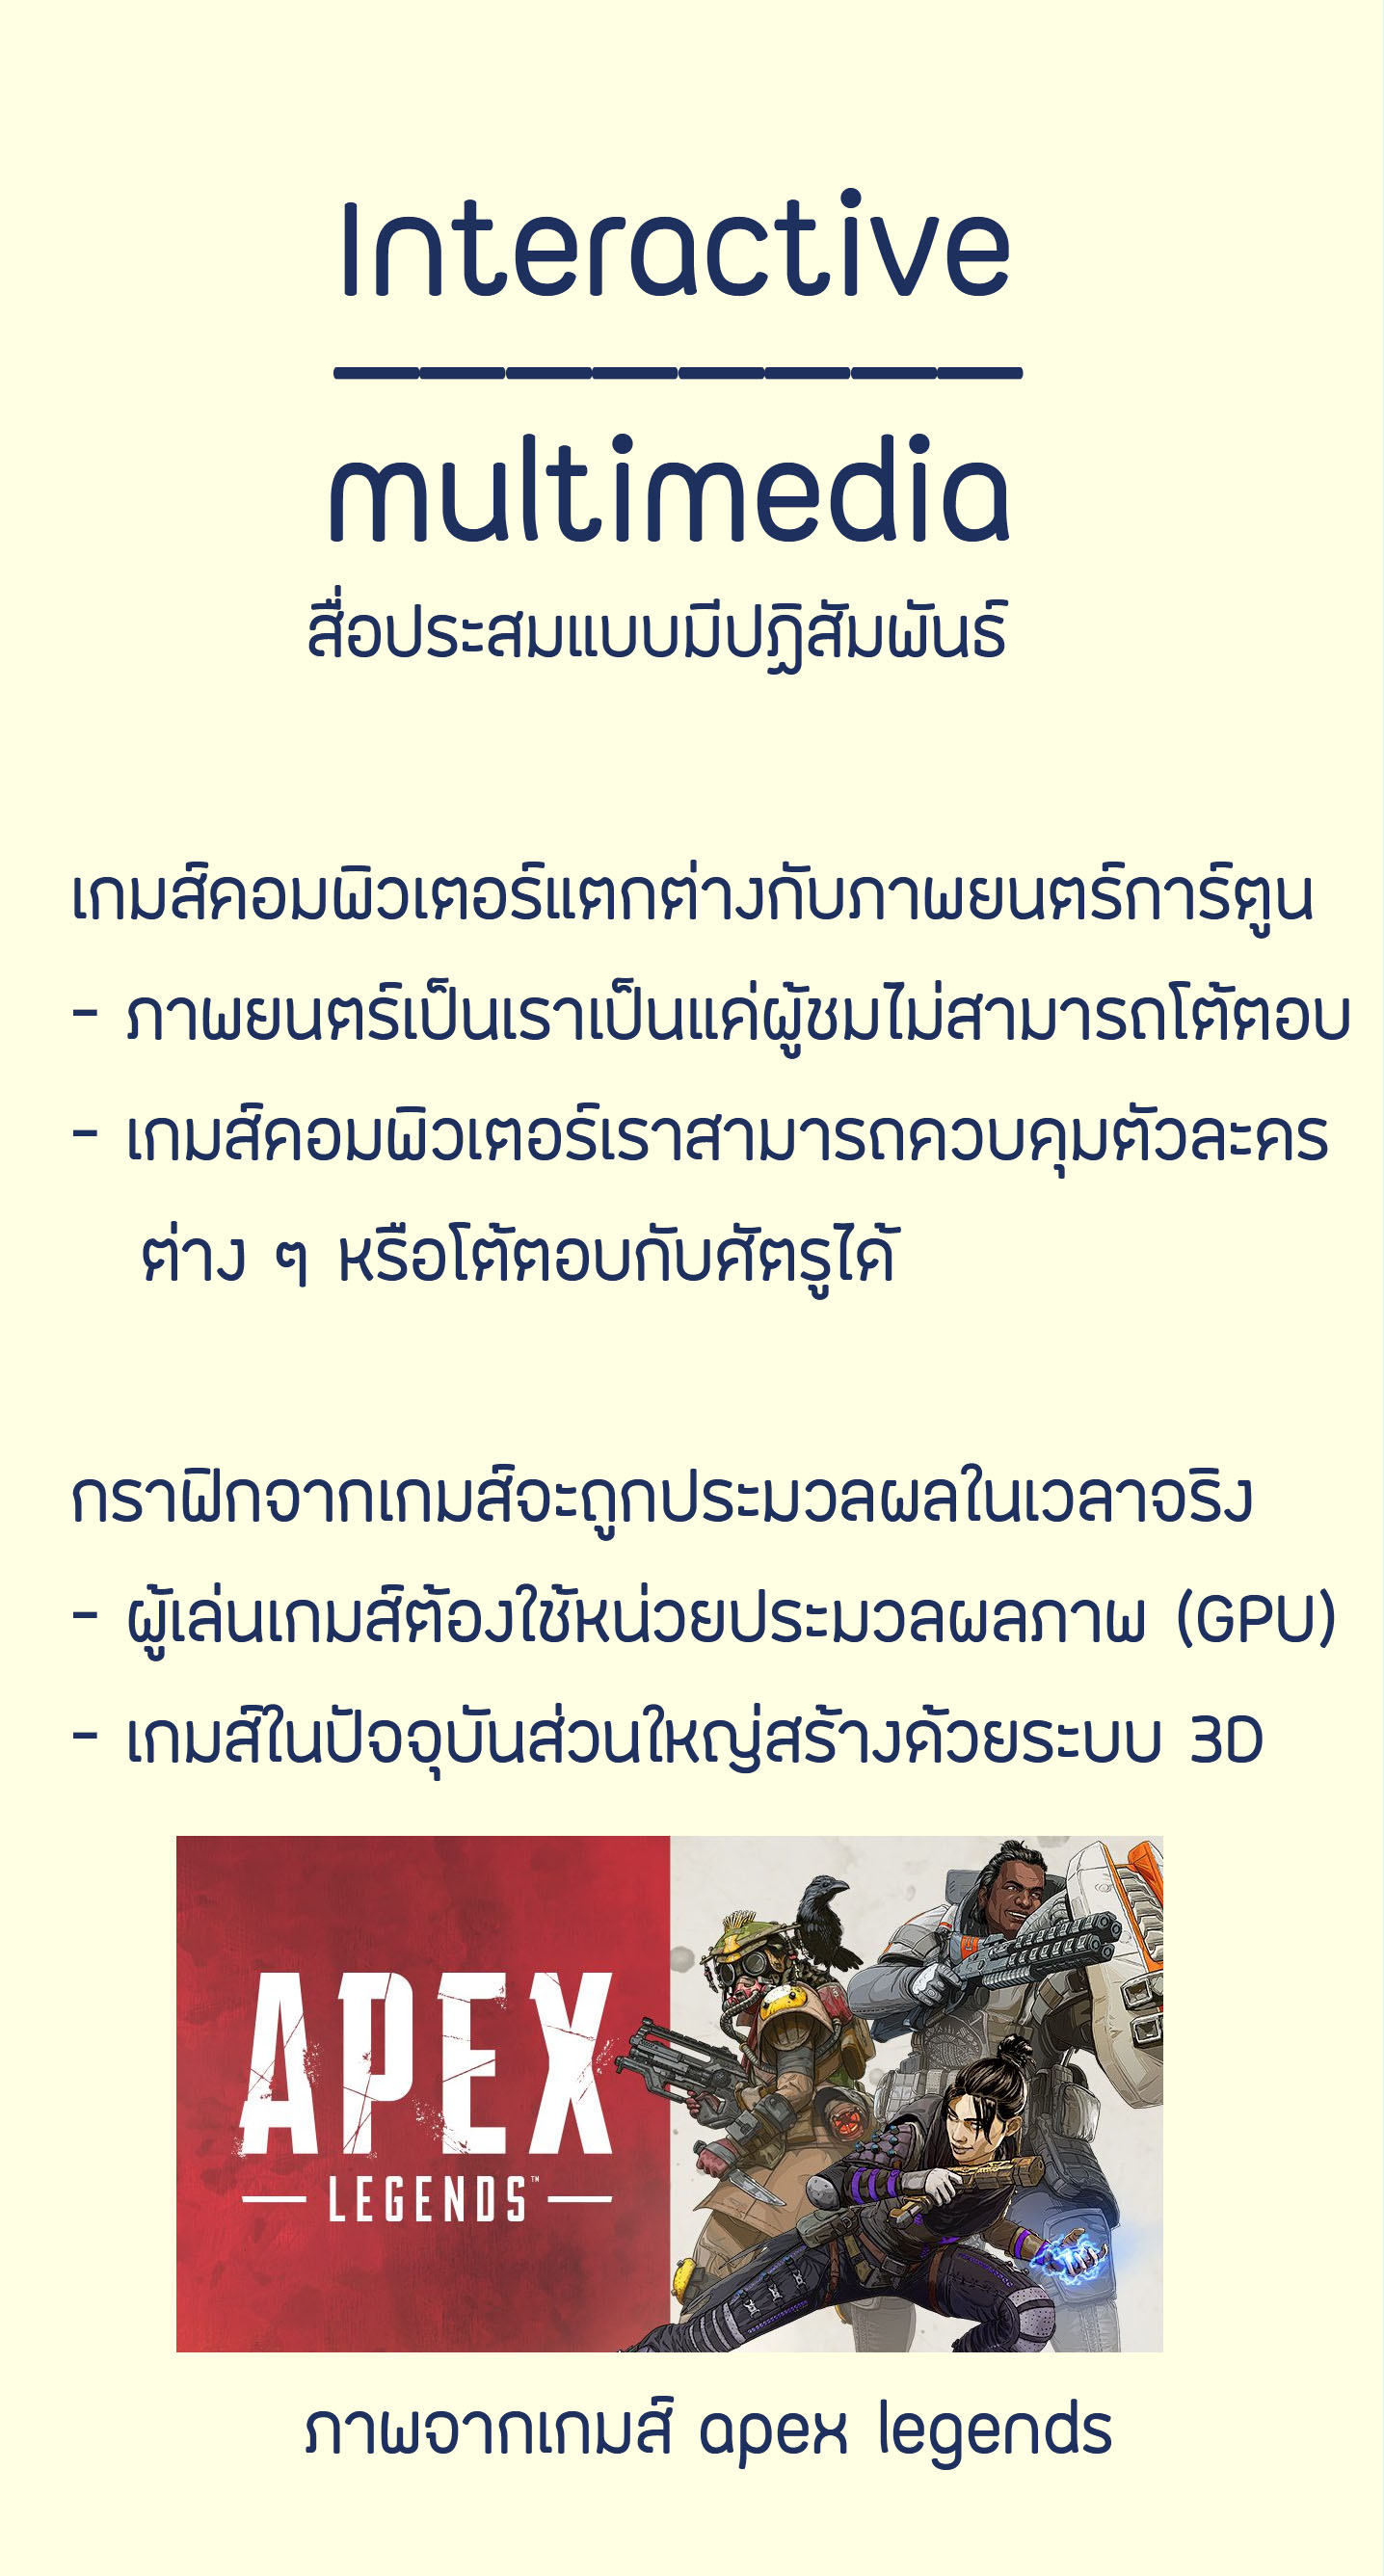 Interactive
________
multimedia
สื่อประสมแบบมีปฏิสัมพันธ์
เกมส์คอมพิวเตอร์แตกต่างกับภาพยนตร์การ์ตูน
- ภาพยนตร์เป็นเราเป็นแค่ผู้ชมไม่สามารถโต้ตอบ
- เกมส์คอมพิวเตอร์เราสามารถควบคุมตัวละคร
ต่าง ๆ หรือโต้ตอบกับศัตรูได้
กราฟิกจากเกมส์จะถูกประมวลผลในเวลาจริง
- ผู้เล่นเกมส์ต้องใช้หน่วยประมวลผลภาพ (GPU)
- เกมส์ในปัจจุบันส่วนใหญ่สร้างด้วยระบบ 3D
APEX
LEGENDS™
ภาพจากเกมส์ apex legends